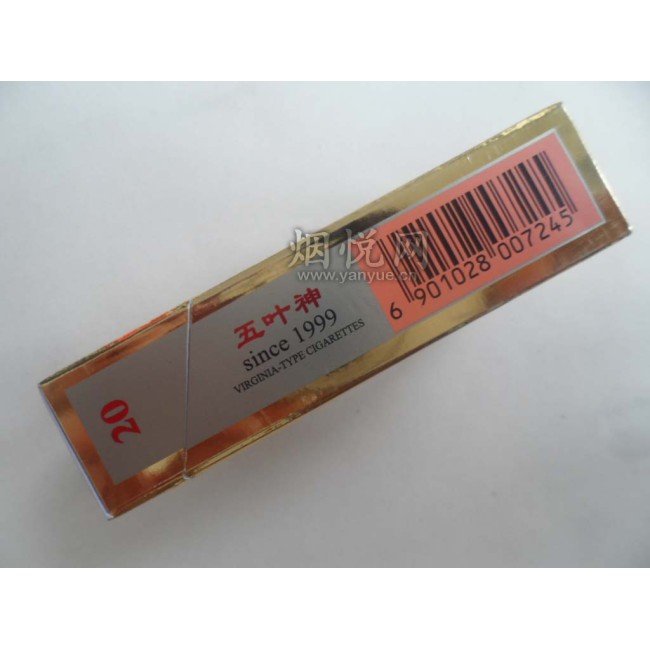 烟悦网
www.yanyue.cn
五叶神
since 1999
VIRGINIA-TYPE CIGARETTES
20
6 901028 007245